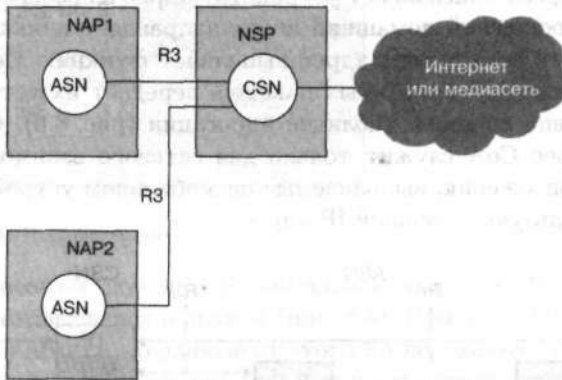 NAP1
NSP
R3
ASN
CSN
Интернет
или медиасеть
R3
NAP2
ASN